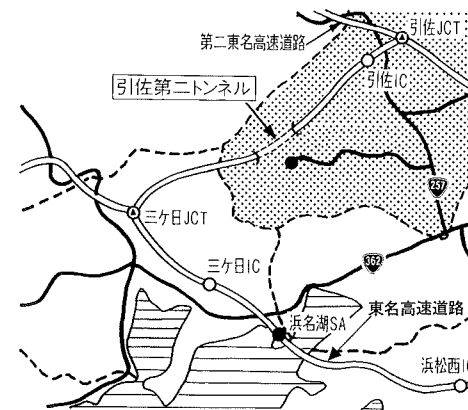 引佐JCT
第二東名高速道路
引佐IC
引佐第二トンネル
257
三ケ日JCT
三ケ日IC
362
浜名湖SA
東名高速道路
浜松西IC